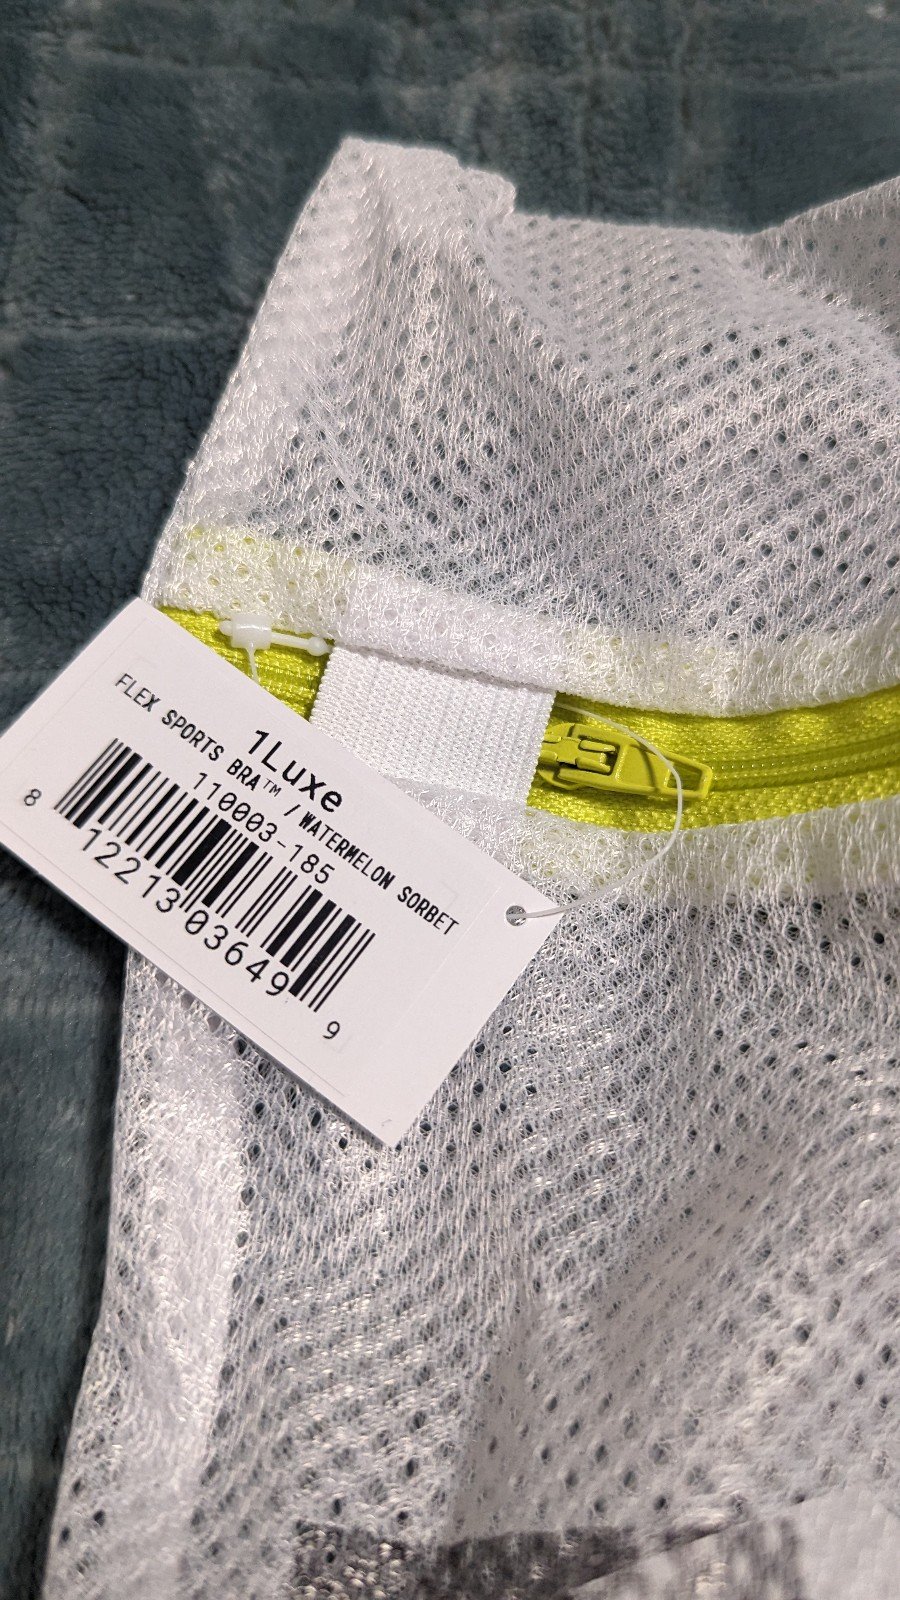 1Luxe
FLEX SPORTS BRA™ / WATERMELON SORBET
110003-185
8 12213 03649 9